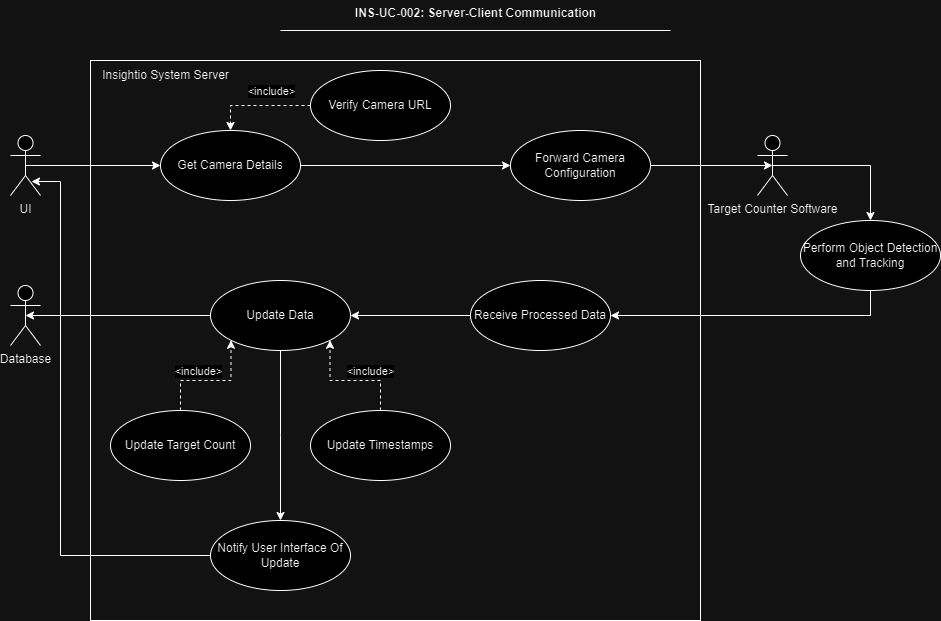 INS-UC-002: Server-Client Communication
Insightio System Server
<include>
Verify Camera URL
Get Camera Details
Forward Camera
Configuration
UI
Target Counter Software
Perform Object Detection
and Tracking
Update Data
Receive Processed Data
Database
<include>
<include>
Update Target Count
Update Timestamps
Notify User Interface Of
Update